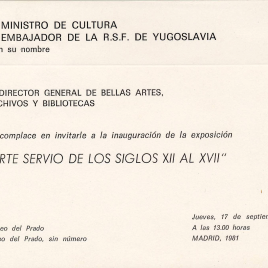 MINISTRO DE CULTURA
EMBAJADOR DE LA R.S.F. DE YUGOSLAVIA
n su nombre
DIRECTOR GENERAL DE BELLAS ARTES,
CHIVOS Y BIBLIOTECAS
complace en invitarle a la inauguración de la exposición
RTE SERVIO DE LOS SIGLOS XII AL XVII"
Jueves, 17 de septie
eo del Prado
A las 13.00 horas
o del Prado, sin número
MADRID, 1981